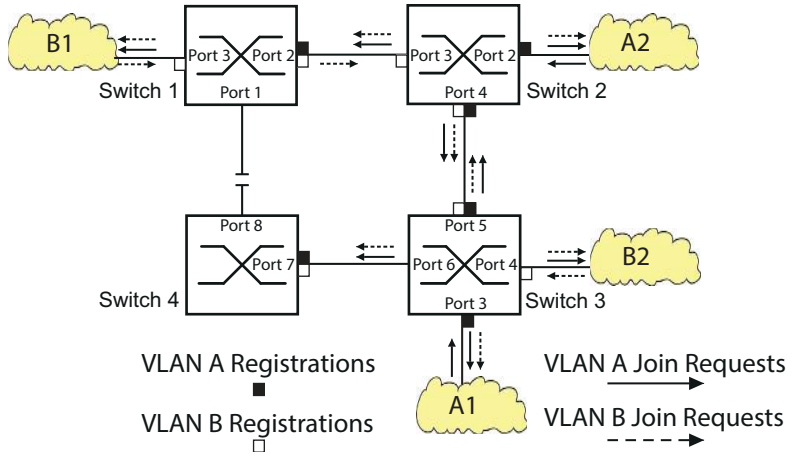 B1
Port 3
Port 2
Port 1
Switch 1
Port 3
Port 2
Port 4
Switch 2
A2
Port 8
Port 7
Switch 4
Port 5
Port 6
Port 4
Port 3
Switch 3
B2
A1
VLAN A Registrations
VLAN B Registrations
VLAN A Join Requests
VLAN B Join Requests